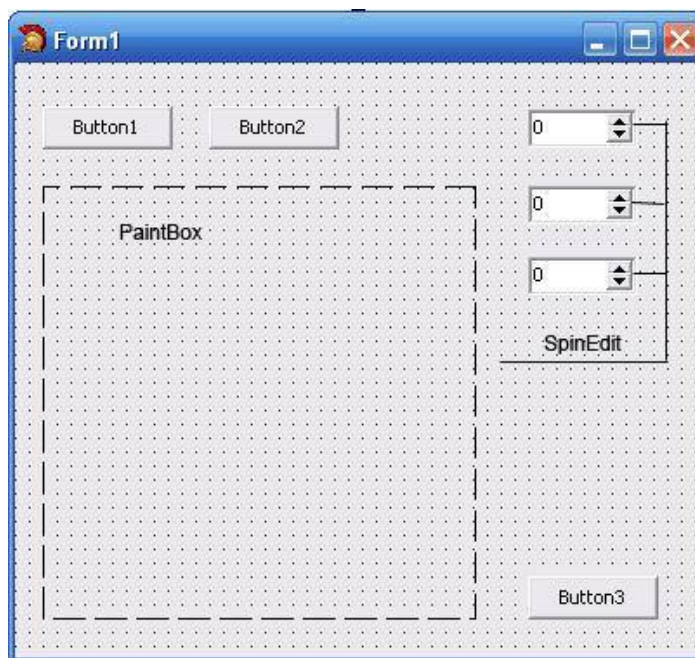 Form1
Button1 Button2 0
0
PaintBox
0
SpinEdit
Button3